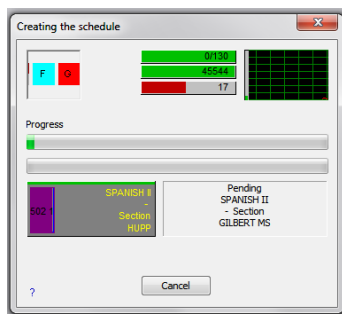 Creating the schedule
F G
0/130
45544
17
Progress
502 1
SPANISH II
-
Section
HUPP
Pending
SPANISH II
- Section
GILBERT MS
?
Cancel